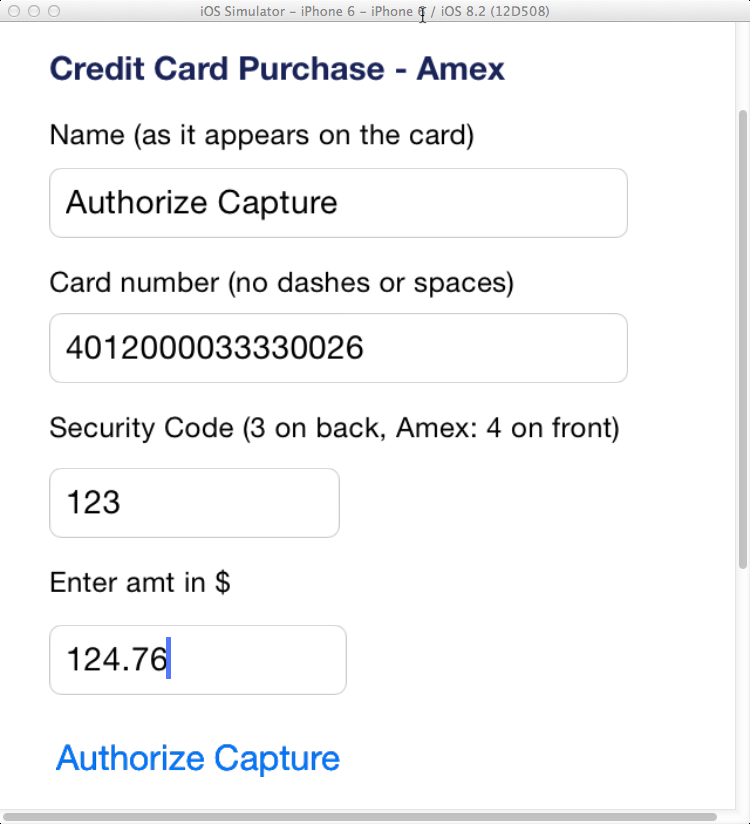 iOS Simulator – iPhone 6 – iPhone 6 / iOS 8.2 (12D508)
Credit Card Purchase - Amex
Name (as it appears on the card)
Authorize Capture
Card number (no dashes or spaces)
4012000033330026
Security Code (3 on back, Amex: 4 on front)
123
Enter amt in $
124.76
Authorize Capture